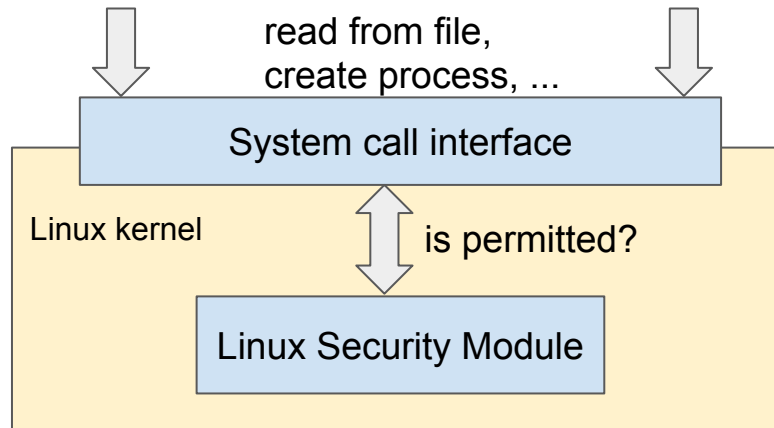 read from file,
create process, ...
System call interface
Linux kernel
is permitted?
Linux Security Module